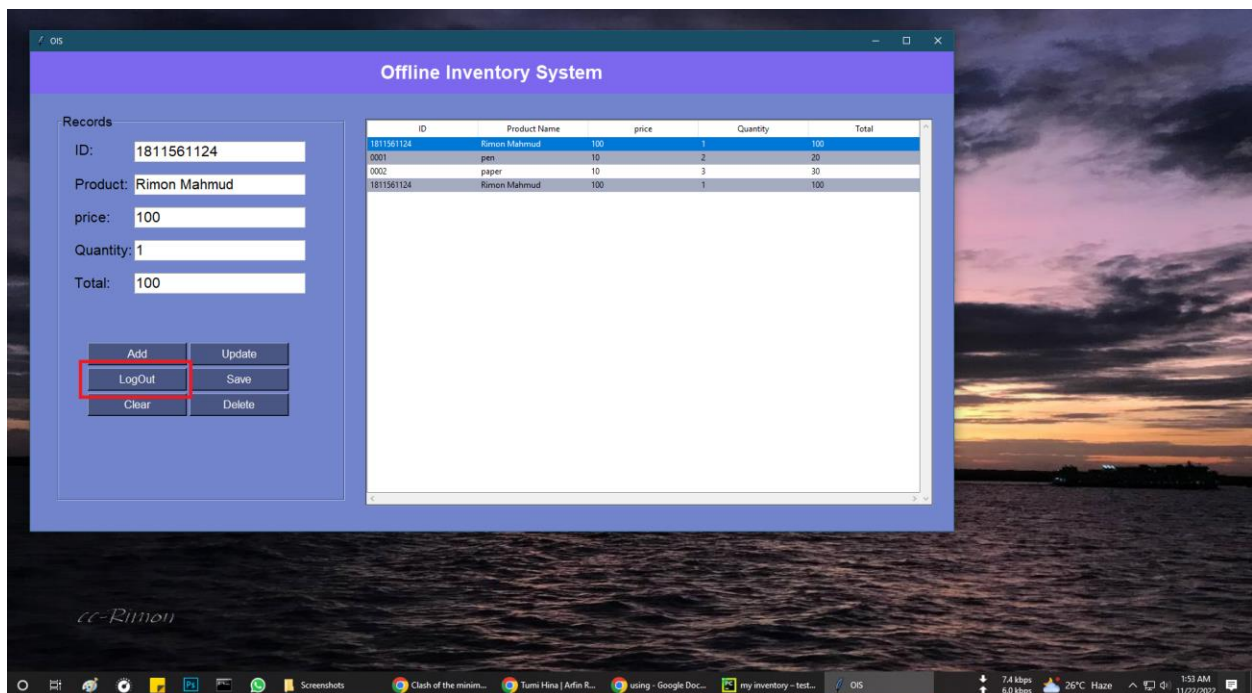 OIS
Offline Inventory System
Records
ID: 1811561124
Product: Rimon Mahmud
price: 100
Quantity: 1
Total: 100
Add Update
LogOut Save
Clear Delete
ID Product Name price Quantity Total
1811561124 Rimon Mahmud 100 1 100
0001 pen 10 2 20
0002 paper 10 3 30
1811561124 Rimon Mahmud 100 1 100
cc-Rimon
Ps Screenshots Clash of the minim... Tumi Hina | Arfin R... using - Google Doc... PC my inventory – test... OIS
7.4 kbps
6.0 kbps
26°C Haze
1:53 AM
11/22/2022